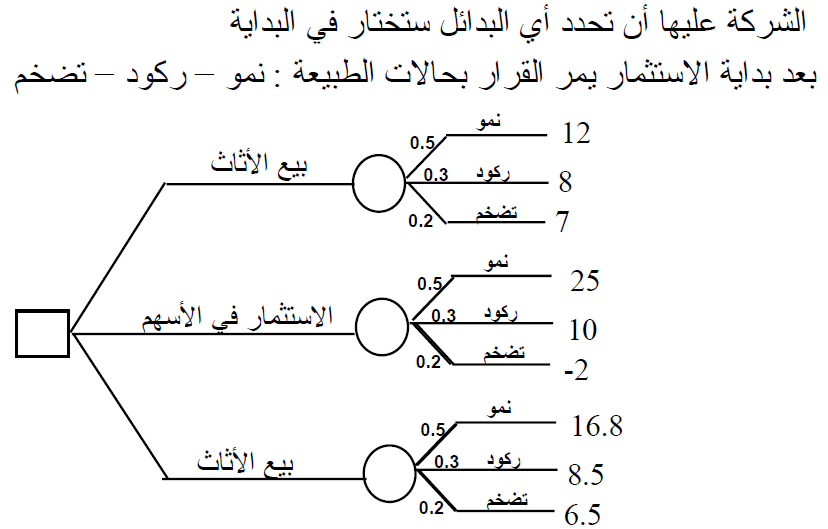 الشركة عليها أن تحدد أي البدائل ستختار في البداية
بعد بداية الاستثمار يمر القرار بحالات الطبيعة : نمو – ركود – تضخم
بيع الأثاث
0.5 نمو 12
0.3 ركود 8
0.2 تضخم 7
الاستثمار في الأسهم
0.5 نمو 25
0.3 ركود 10
0.2 تضخم -2
بيع الأثاث
0.5 نمو 16.8
0.3 ركود 8.5
0.2 تضخم 6.5